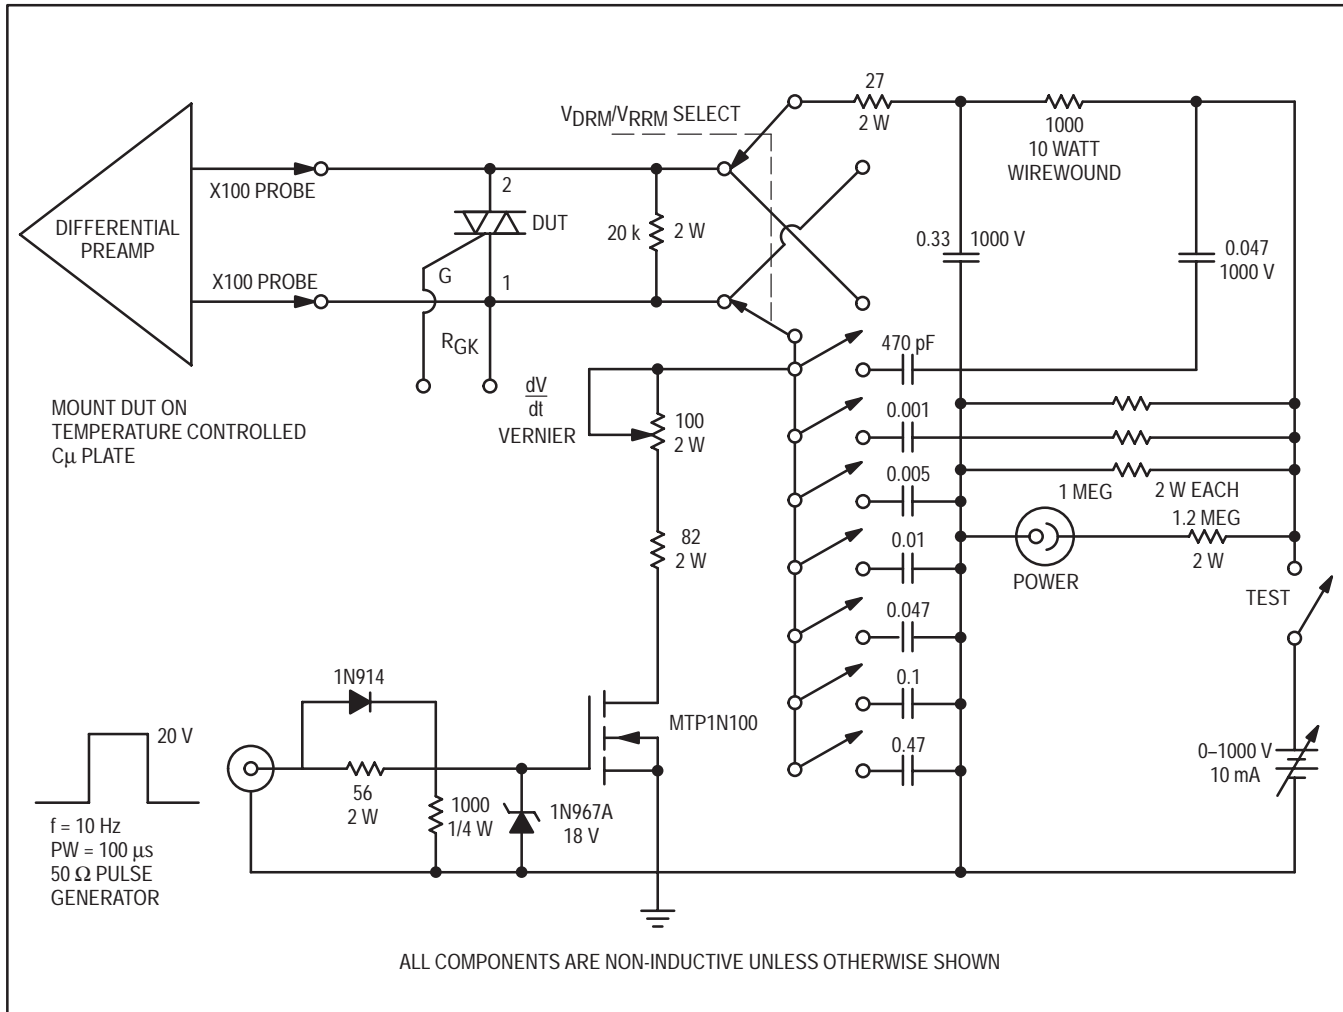 27
2 W
VDRM/VRRM SELECT
1000
10 WATT
WIREWOUND
X100 PROBE
2
DIFFERENTIAL
PREAMP
DUT
20 k
2 W
0.33
1000 V
0.047
1000 V
X100 PROBE
G
1
RGK
470 pF
dV
dt
VERNIER
MOUNT DUT ON
TEMPERATURE CONTROLLED
Cμ PLATE
100
2 W
0.001
0.005
1 MEG
2 W EACH
1.2 MEG
2 W
82
2 W
0.01
POWER
TEST
0.047
1N914
0.1
MTP1N100
20 V
0.47
0–1000 V
10 mA
56
2 W
1000
1/4 W
1N967A
18 V
f = 10 Hz
PW = 100 μs
50 Ω PULSE
GENERATOR
ALL COMPONENTS ARE NON-INDUCTIVE UNLESS OTHERWISE SHOWN